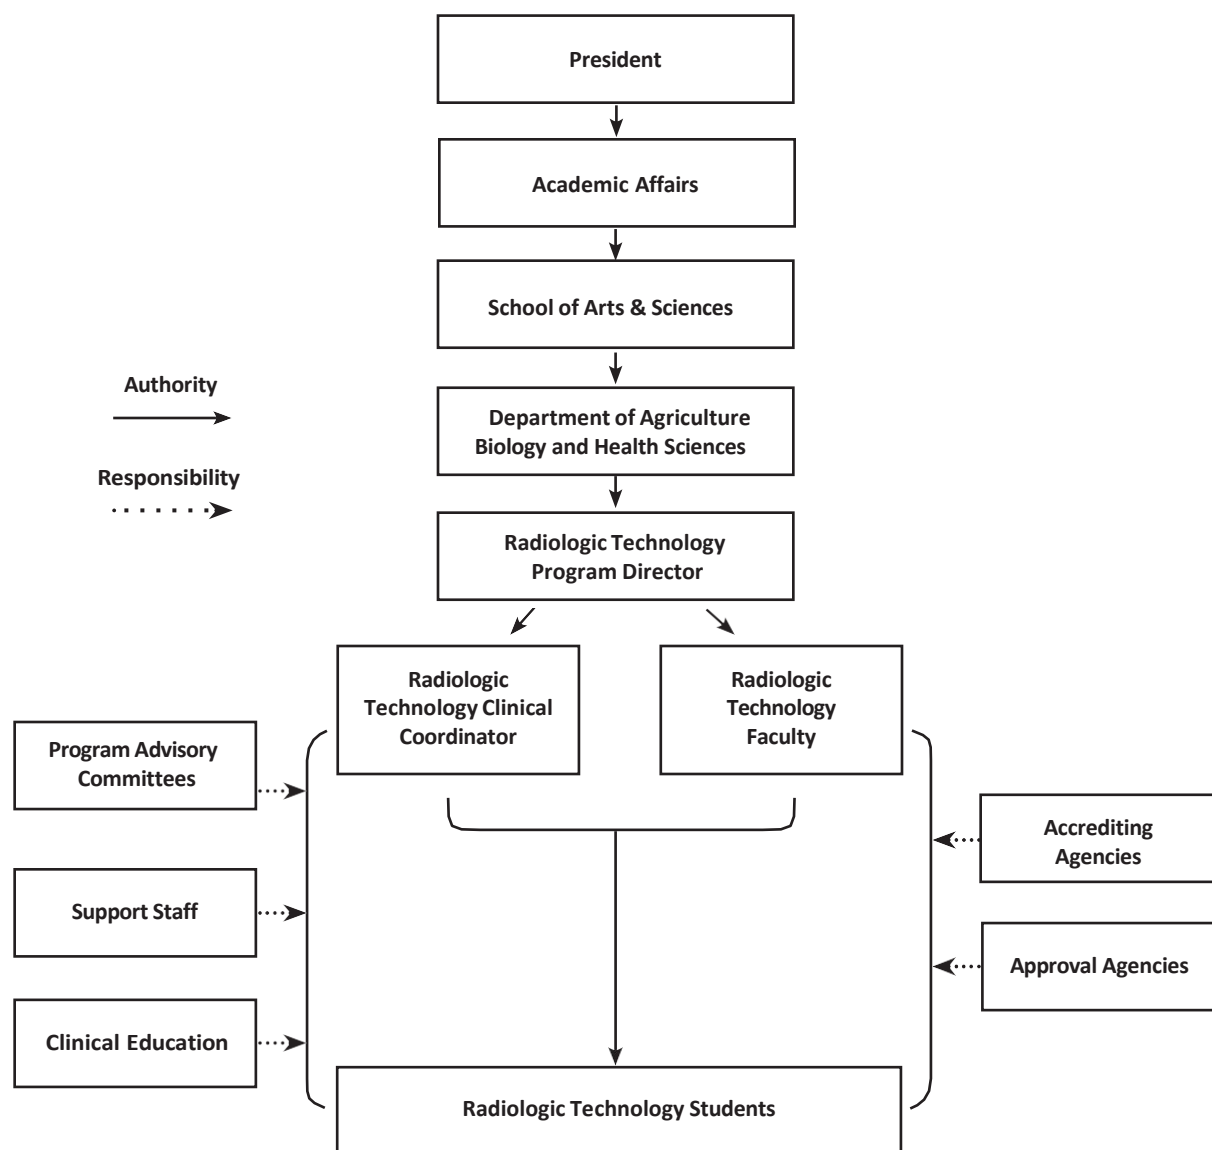 President
Academic Affairs
School of Arts & Sciences
Authority
Department of Agriculture
Biology and Health Sciences
Responsibility
Radiologic Technology
Program Director
Radiologic
Technology Clinical
Coordinator
Radiologic
Technology
Faculty
Program Advisory
Committees
Accrediting
Agencies
Support Staff
Approval Agencies
Clinical Education
Radiologic Technology Students